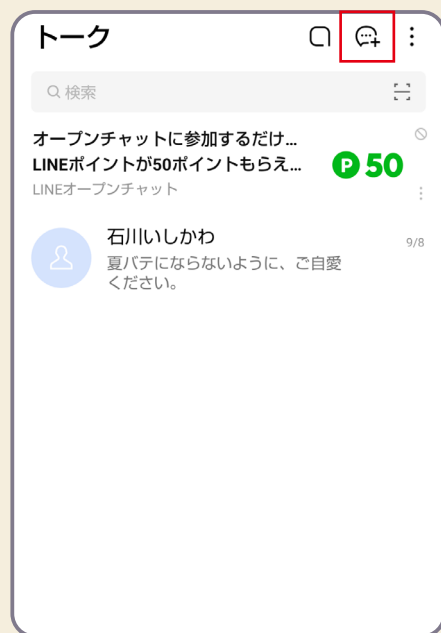 トーク
検索
オープンチャットに参加するだけ...
LINEポイントが50ポイントもらえ...
P 50
LINEオープンチャット
石川いしかわ
9/8
夏バテにならないように、ご自愛
ください。